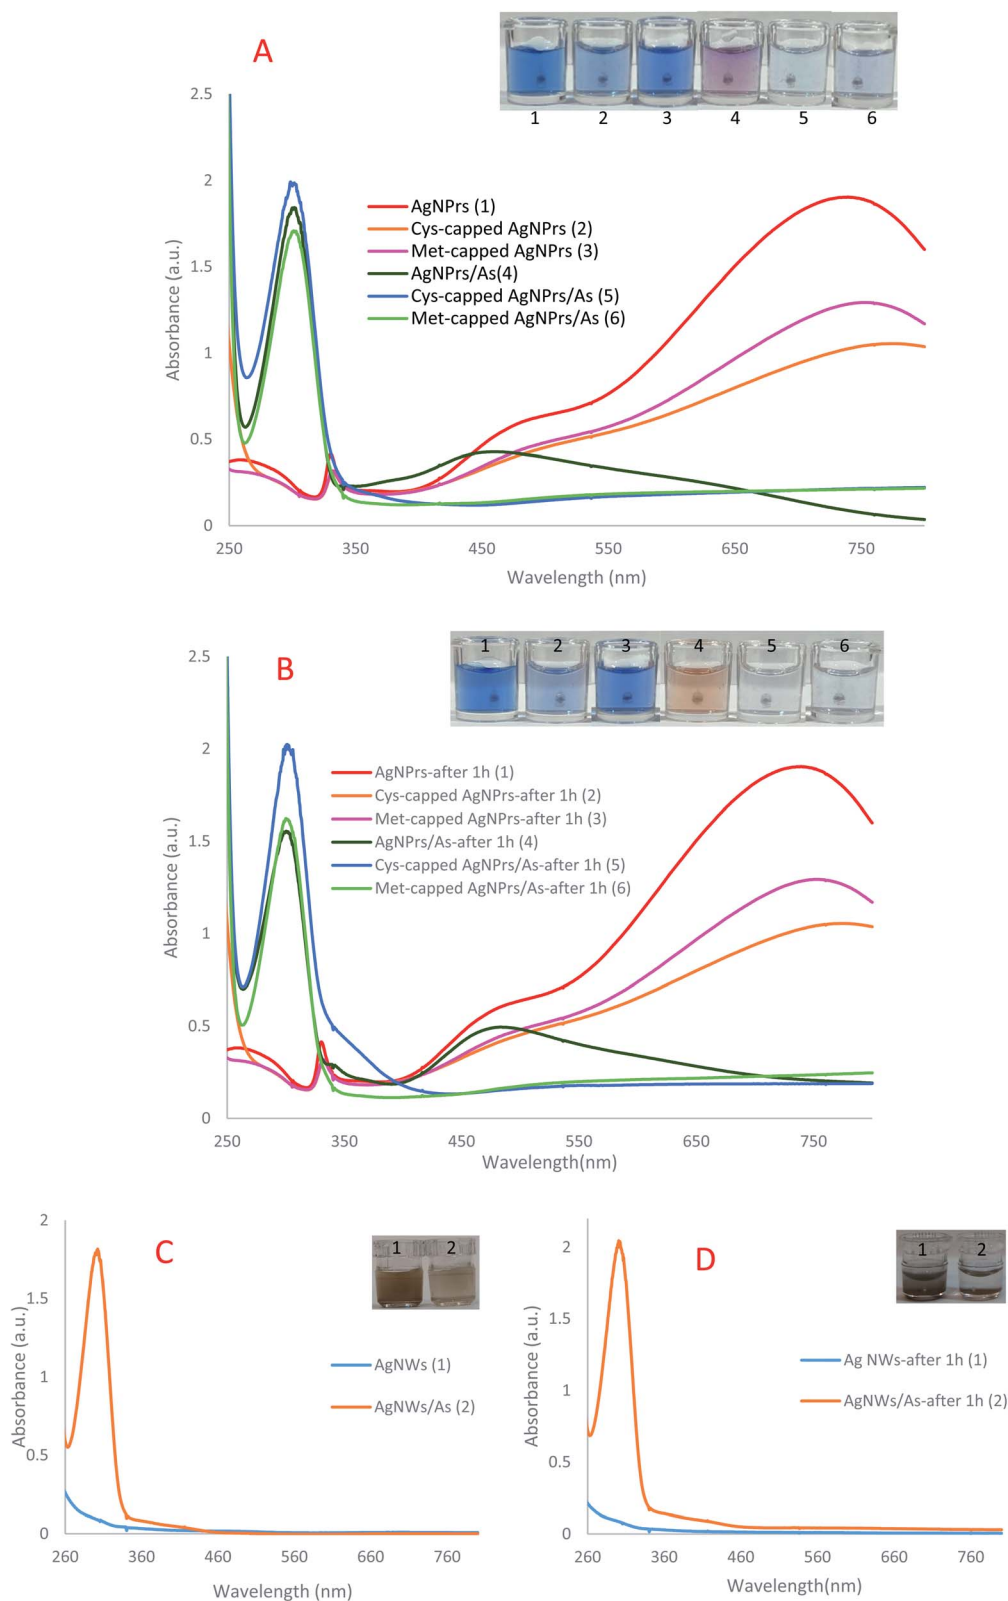 A
1 2 3 4 5 6
2.5
2
1.5
1
0.5
0
Absorbance (a.u.)
AgNPrs (1)
Cys-capped AgNPrs (2)
Met-capped AgNPrs (3)
AgNPrs/As(4)
Cys-capped AgNPrs/As (5)
Met-capped AgNPrs/As (6)
250 350 450 550 650 750
Wavelength (nm)
B
1 2 3 4 5 6
2.5
2
1.5
1
0.5
0
Absorbance (a.u.)
AgNPrs-after 1h (1)
Cys-capped AgNPrs-after 1h (2)
Met-capped AgNPrs-after 1h (3)
AgNPrs/As-after 1h (4)
Cys-capped AgNPrs/As-after 1h (5)
Met-capped AgNPrs/As-after 1h (6)
250 350 450 550 650 750
Wavelength(nm)
C
1 2
2
1.5
1
0.5
0
Absorbance (a.u.)
AgNWs (1)
AgNWs/As (2)
260 360 460 560 660 760
Wavelength (nm)
D
1 2
2
1.5
1
0.5
0
Absorbance (a.u.)
Ag NWs-after 1h (1)
AgNWs/As-after 1h (2)
260 360 460 560 660 760
Wavelength(nm)